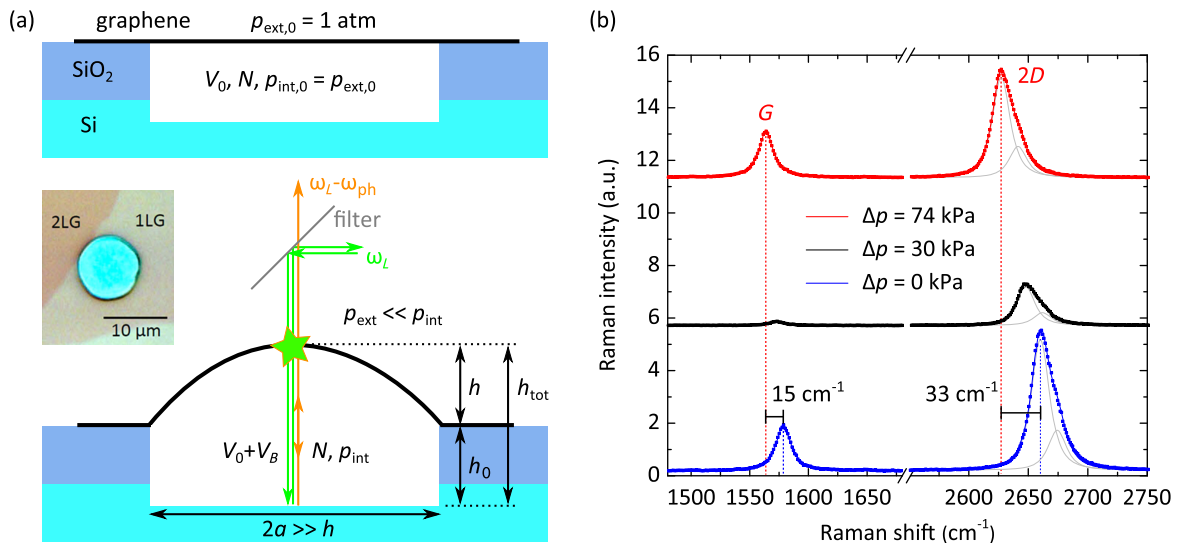 (a)
graphene
p_ext,0 = 1 atm
SiO₂
V₀, N, p_int,0 = p_ext,0
Si
2LG
1LG
10 μm
ω_L-ω_ph
filter
ω_L
p_ext << p_int
h
h_tot
V₀+V_B
N, p_int
h₀
2a >> h
(b)
Raman intensity (a.u.)
16
14
12
10
8
6
4
2
0
G
2D
Δp = 74 kPa
Δp = 30 kPa
Δp = 0 kPa
15 cm⁻¹
33 cm⁻¹
1500
1550
1600
1650
2600
2650
2700
2750
Raman shift (cm⁻¹)